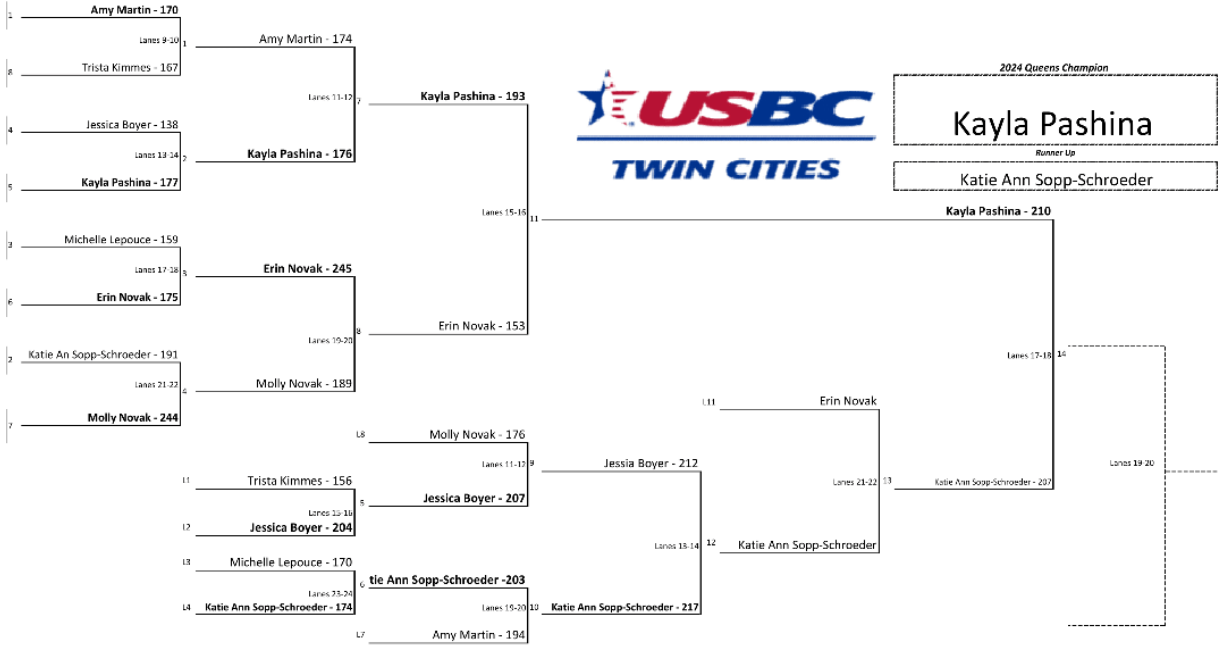 1
Amy Martin - 170
Lanes 9-10
1
8
Trista Kimmes - 167
Amy Martin - 174
Lanes 11-12
7
4
Jessica Boyer - 138
Lanes 13-14
2
5
Kayla Pashina - 177
Kayla Pashina - 176
Kayla Pashina - 193
Lanes 15-16
11
3
Michelle Lepouce - 159
Lanes 17-18
3
6
Erin Novak - 175
Erin Novak - 245
Lanes 19-20
8
Erin Novak - 153
2
Katie An Sopp-Schroeder - 191
Lanes 21-22
4
7
Molly Novak - 244
Molly Novak - 189
USBC
TWIN CITIES
2024 Queens Champion
Kayla Pashina
Runner Up
Katie Ann Sopp-Schroeder
Kayla Pashina - 210
Lanes 17-18
14
Lanes 19-20
L11
Erin Novak
Lanes 21-22
13
Katie Ann Sopp-Schroeder - 207
L8
Molly Novak - 176
Lanes 11-12
9
Jessia Boyer - 212
L1
Trista Kimmes - 156
Lanes 15-16
5
Jessica Boyer - 207
L2
Jessica Boyer - 204
Lanes 13-14
12
Katie Ann Sopp-Schroeder
L3
Michelle Lepouce - 170
Lanes 23-24
6
tie Ann Sopp-Schroeder -203
L4
Katie Ann Sopp-Schroeder - 174
Lanes 19-20
10
Katie Ann Sopp-Schroeder - 217
L7
Amy Martin - 194